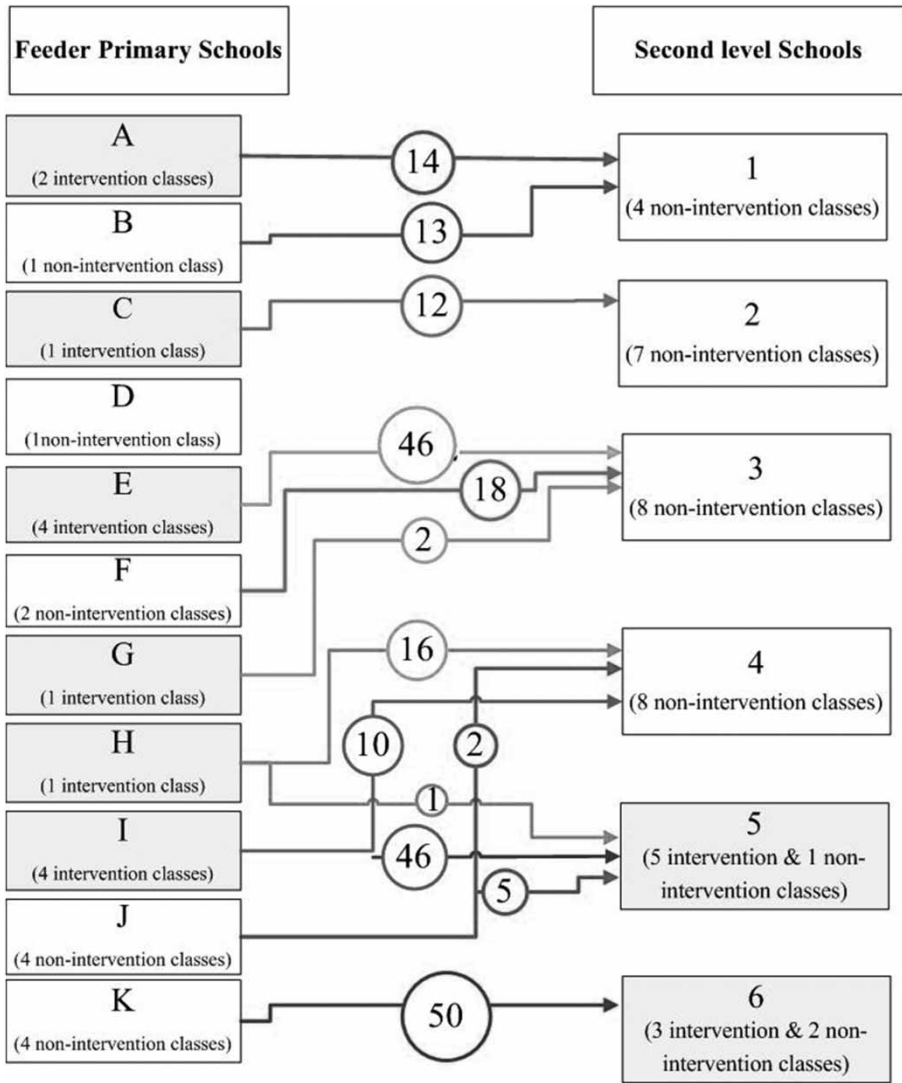 Feeder Primary Schools
Second level Schools
A
(2 intervention classes)
B
(1 non-intervention class)
C
(1 intervention class)
D
(1non-intervention class)
E
(4 intervention classes)
F
(2 non-intervention classes)
G
(1 intervention class)
H
(1 intervention class)
I
(4 intervention classes)
J
(4 non-intervention classes)
K
(4 non-intervention classes)
14
13
12
46
18
2
16
10
2
1
46
5
50
1
(4 non-intervention classes)
2
(7 non-intervention classes)
3
(8 non-intervention classes)
4
(8 non-intervention classes)
5
(5 intervention & 1 non-
intervention classes)
6
(3 intervention & 2 non-
intervention classes)